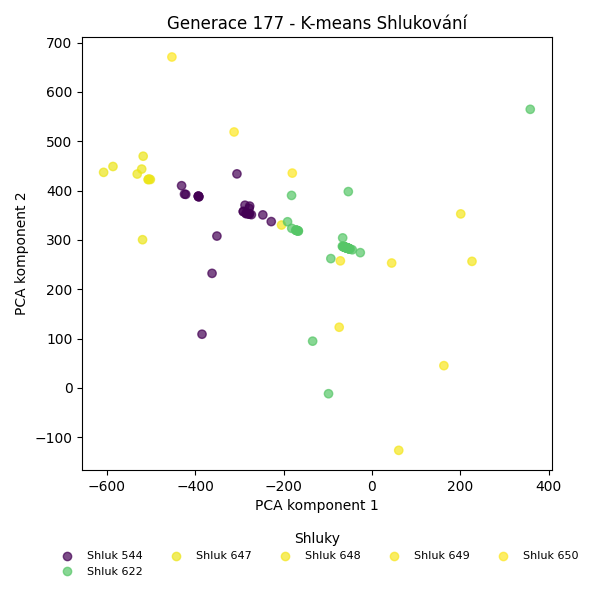 Generace 177 - K-means Shlukování
700
600
500
400
300
200
100
0
−100
PCA komponent 2
−600 −400 −200 0 200 400
PCA komponent 1
Shluky
Shluk 544 Shluk 647 Shluk 648 Shluk 649 Shluk 650
Shluk 622